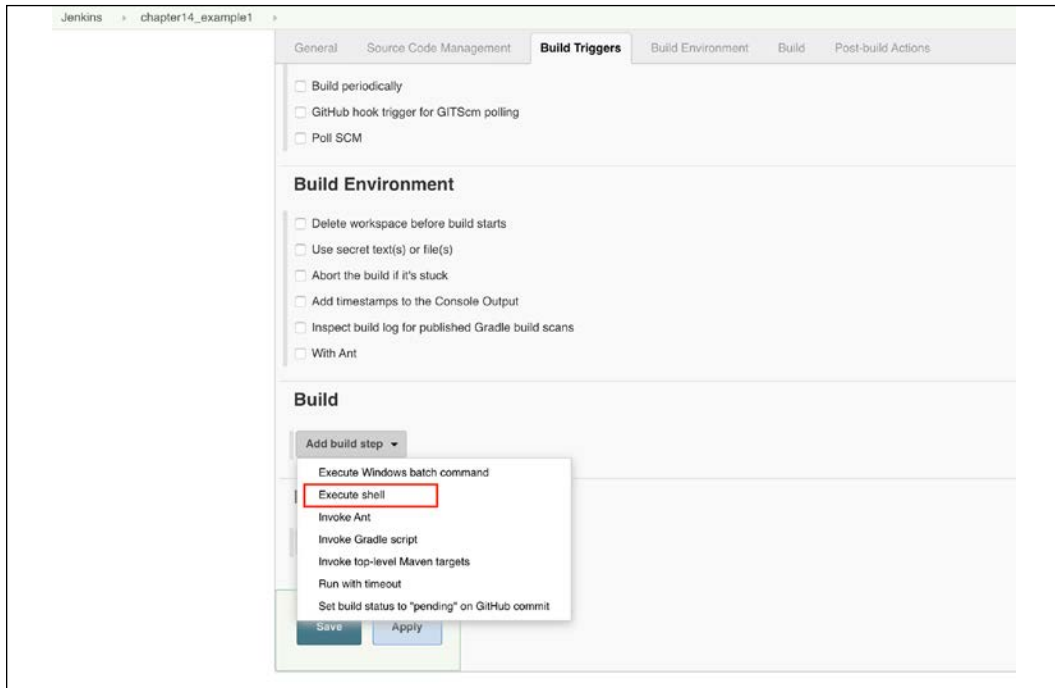 Jenkins chapter14_example1
General Source Code Management Build Triggers Build Environment Build Post-build Actions
Build periodically
GitHub hook trigger for GITScm polling
Poll SCM
Build Environment
Delete workspace before build starts
Use secret text(s) or file(s)
Abort the build if it's stuck
Add timestamps to the Console Output
Inspect build log for published Gradle build scans
With Ant
Build
Add build step
Execute Windows batch command
Execute shell
Invoke Ant
Invoke Gradle script
Invoke top-level Maven targets
Run with timeout
Set build status to "pending" on GitHub commit
Save Apply